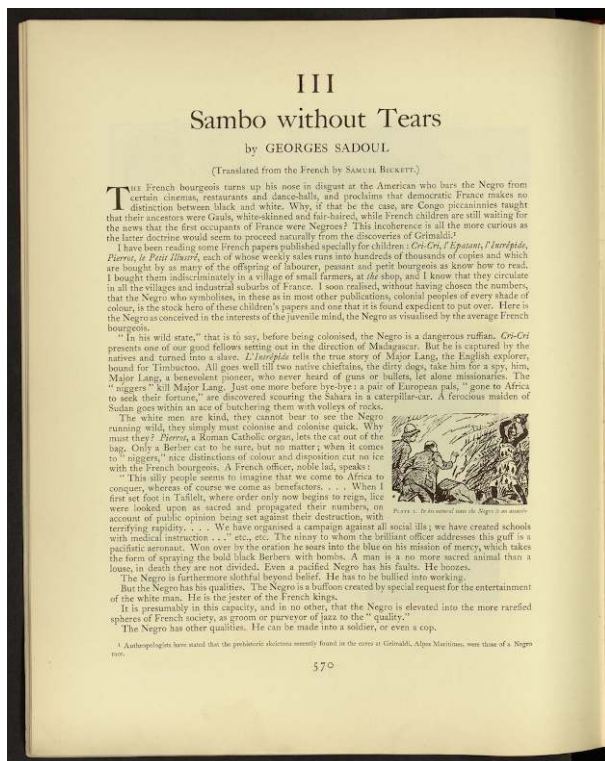 III
Sambo without Tears
by GEORGES SADOUL
(Translated from the French by SAMUEL BECKETT.)
THE French bourgeois turns up his nose in disgust at the American who bars the Negro from
certain cinemas, restaurants and dance-halls, and proclaims that democratic France makes no
distinction between black and white. Why, if that be the case, are Congo piccaninnies taught
that their ancestors were Gauls, white-skinned and fair-haired, while French children are still waiting for
the news that the first occupants of France were Negroes? This incoherence is all the more curious as
the latter doctrine would seem to proceed naturally from the discoveries of Grimaldi.¹
I have been reading some French papers published specially for children: Cri-Cri, l'Epatant, l'Intrépide,
Pierrot, le Petit Illustré, each of whose weekly sales runs into hundreds of thousands of copies and which
are bought by as many of the offspring of labourer, peasant and petit bourgeois as know how to read.
I bought them indiscriminately in a village of small farmers, at the shop, and I know that they circulate
in all the villages and industrial suburbs of France. I soon realised, without having chosen the numbers,
that the Negro who symbolises, in these as in most other publications, colonial peoples of every shade of
colour, is the stock hero of these children's papers and one that it is found expedient to put over. Here is
the Negro as conceived in the interests of the juvenile mind, the Negro as visualised by the average French
bourgeois.
" In his wild state," that is to say, before being colonised, the Negro is a dangerous ruffian. Cri-Cri
presents one of our good fellows setting out in the direction of Madagascar. But he is captured by the
natives and turned into a slave. L'Intrépide tells the true story of Major Lang, the English explorer,
bound for Timbuctoo. All goes well till two native chieftains, the dirty dogs, take him for a spy, him,
Major Lang, a benevolent pioneer, who never heard of guns or bullets, let alone missionaries. The
" niggers " kill Major Lang. Just one more before bye-bye: a pair of European pals, " gone to Africa
to seek their fortune," are discovered scouring the Sahara in a caterpillar-car. A ferocious maiden of
Sudan goes within an ace of butchering them with volleys of rocks.
The white men are kind, they cannot bear to see the Negro
running wild, they simply must colonise and colonise quick. Why
must they? Pierrot, a Roman Catholic organ, lets the cat out of the
bag. Only a Berber cat to be sure, but no matter; when it comes
to " niggers," nice distinctions of colour and disposition cut no ice
with the French bourgeois. A French officer, noble lad, speaks:
" This silly people seems to imagine that we come to Africa to
conquer, whereas of course we come as benefactors. . . . When I
first set foot in Tafilelt, where order only now begins to reign, lice
were looked upon as sacred and propagated their numbers, on
account of public opinion being set against their destruction, with
PLATE 1. In his natural state the Negro is an assassin
terrifying rapidity. . . . We have organised a campaign against all social ills; we have created schools
with medical instruction . . ." etc., etc. The ninny to whom the brilliant officer addresses this guff is a
pacifistic aeronaut. Won over by the oration he soars into the blue on his mission of mercy, which takes
the form of spraying the bold black Berbers with bombs. A man is a no more sacred animal than a
louse, in death they are not divided. Even a pacified Negro has his faults. He boozes.
The Negro is furthermore slothful beyond belief. He has to be bullied into working.
But the Negro has his qualities. The Negro is a buffoon created by special request for the entertainment
of the white man. He is the jester of the French kings.
It is presumably in this capacity, and in no other, that the Negro is elevated into the more rarefied
spheres of French society, as groom or purveyor of jazz to the " quality."
The Negro has other qualities. He can be made into a soldier, or even a cop.
¹ Anthropologists have stated that the prehistoric skeletons recently found in the caves at Grimaldi, Alpes Maritimes, were those of a Negro
race.
570